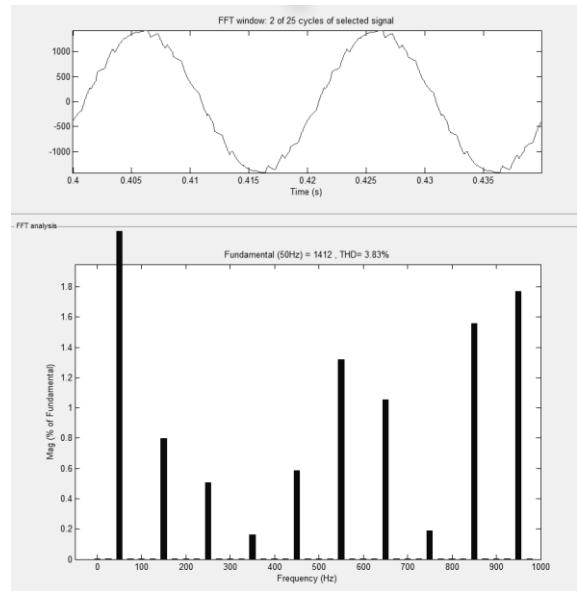 FFT window: 2 of 25 cycles of selected signal
1000
500
0
-500
-1000
0.4 0.405 0.41 0.415 0.42 0.425 0.43 0.435
Time (s)
FFT analysis
Fundamental (50Hz) = 1412 , THD= 3.83%
1.8
1.6
1.4
1.2
1
0.8
0.6
0.4
0.2
0
Mag (% of Fundamental)
0 100 200 300 400 500 600 700 800 900 1000
Frequency (Hz)